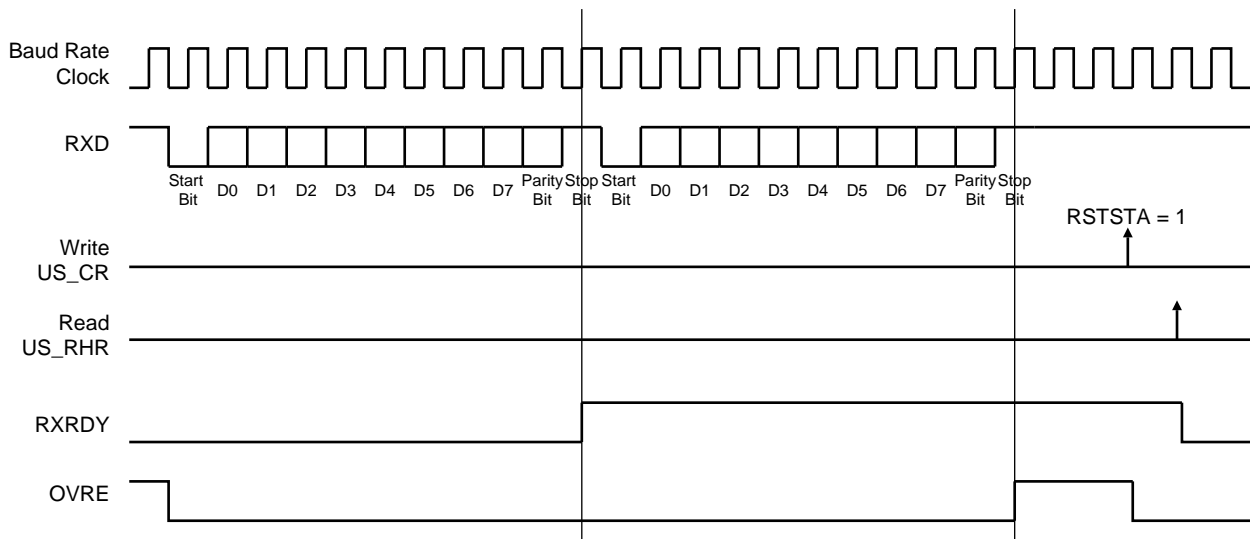 Baud Rate
Clock
RXD
Start
Bit
D0
D1
D2
D3
D4
D5
D6
D7
Parity
Bit
Stop
Bit
Start
Bit
D0
D1
D2
D3
D4
D5
D6
D7
Parity
Bit
Stop
Bit
RSTSTA = 1
Write
US_CR
Read
US_RHR
RXRDY
OVRE